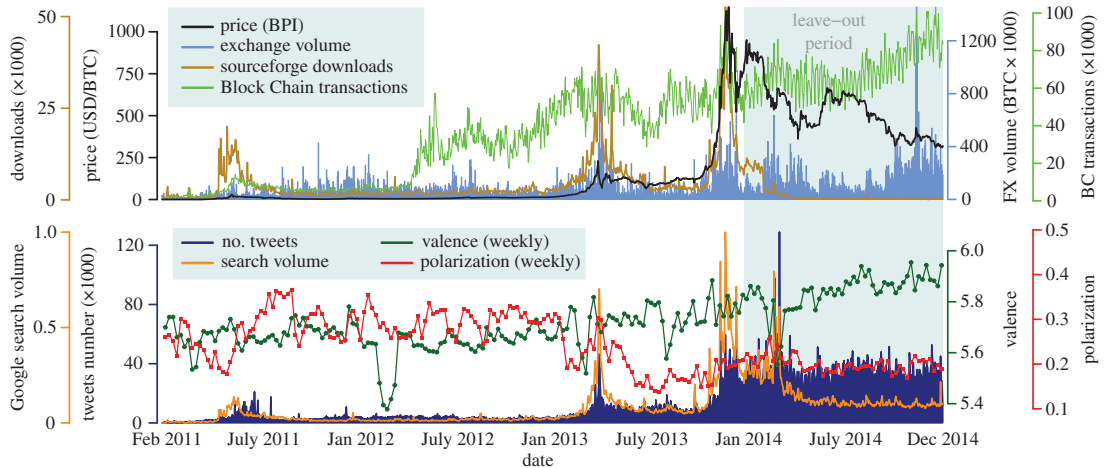 50
25
0
downloads (×1000)
1000
750
500
250
0
price (USD/BTC)
price (BPI)
exchange volume
sourceforge downloads
Block Chain transactions
leave−out
period
1200
800
400
0
FX volume (BTC × 1000)
100
80
60
40
20
0
BC transactions (×1000)
1.0
0.5
0
Google search volume
120
80
40
0
tweets number (×1000)
no. tweets
search volume
valence (weekly)
polarization (weekly)
6.0
5.8
5.6
5.4
valence
0.5
0.4
0.3
0.2
0.1
polarization
Feb 2011
July 2011
Jan 2012
July 2012
Jan 2013
July 2013
Jan 2014
July 2014
Dec 2014
date